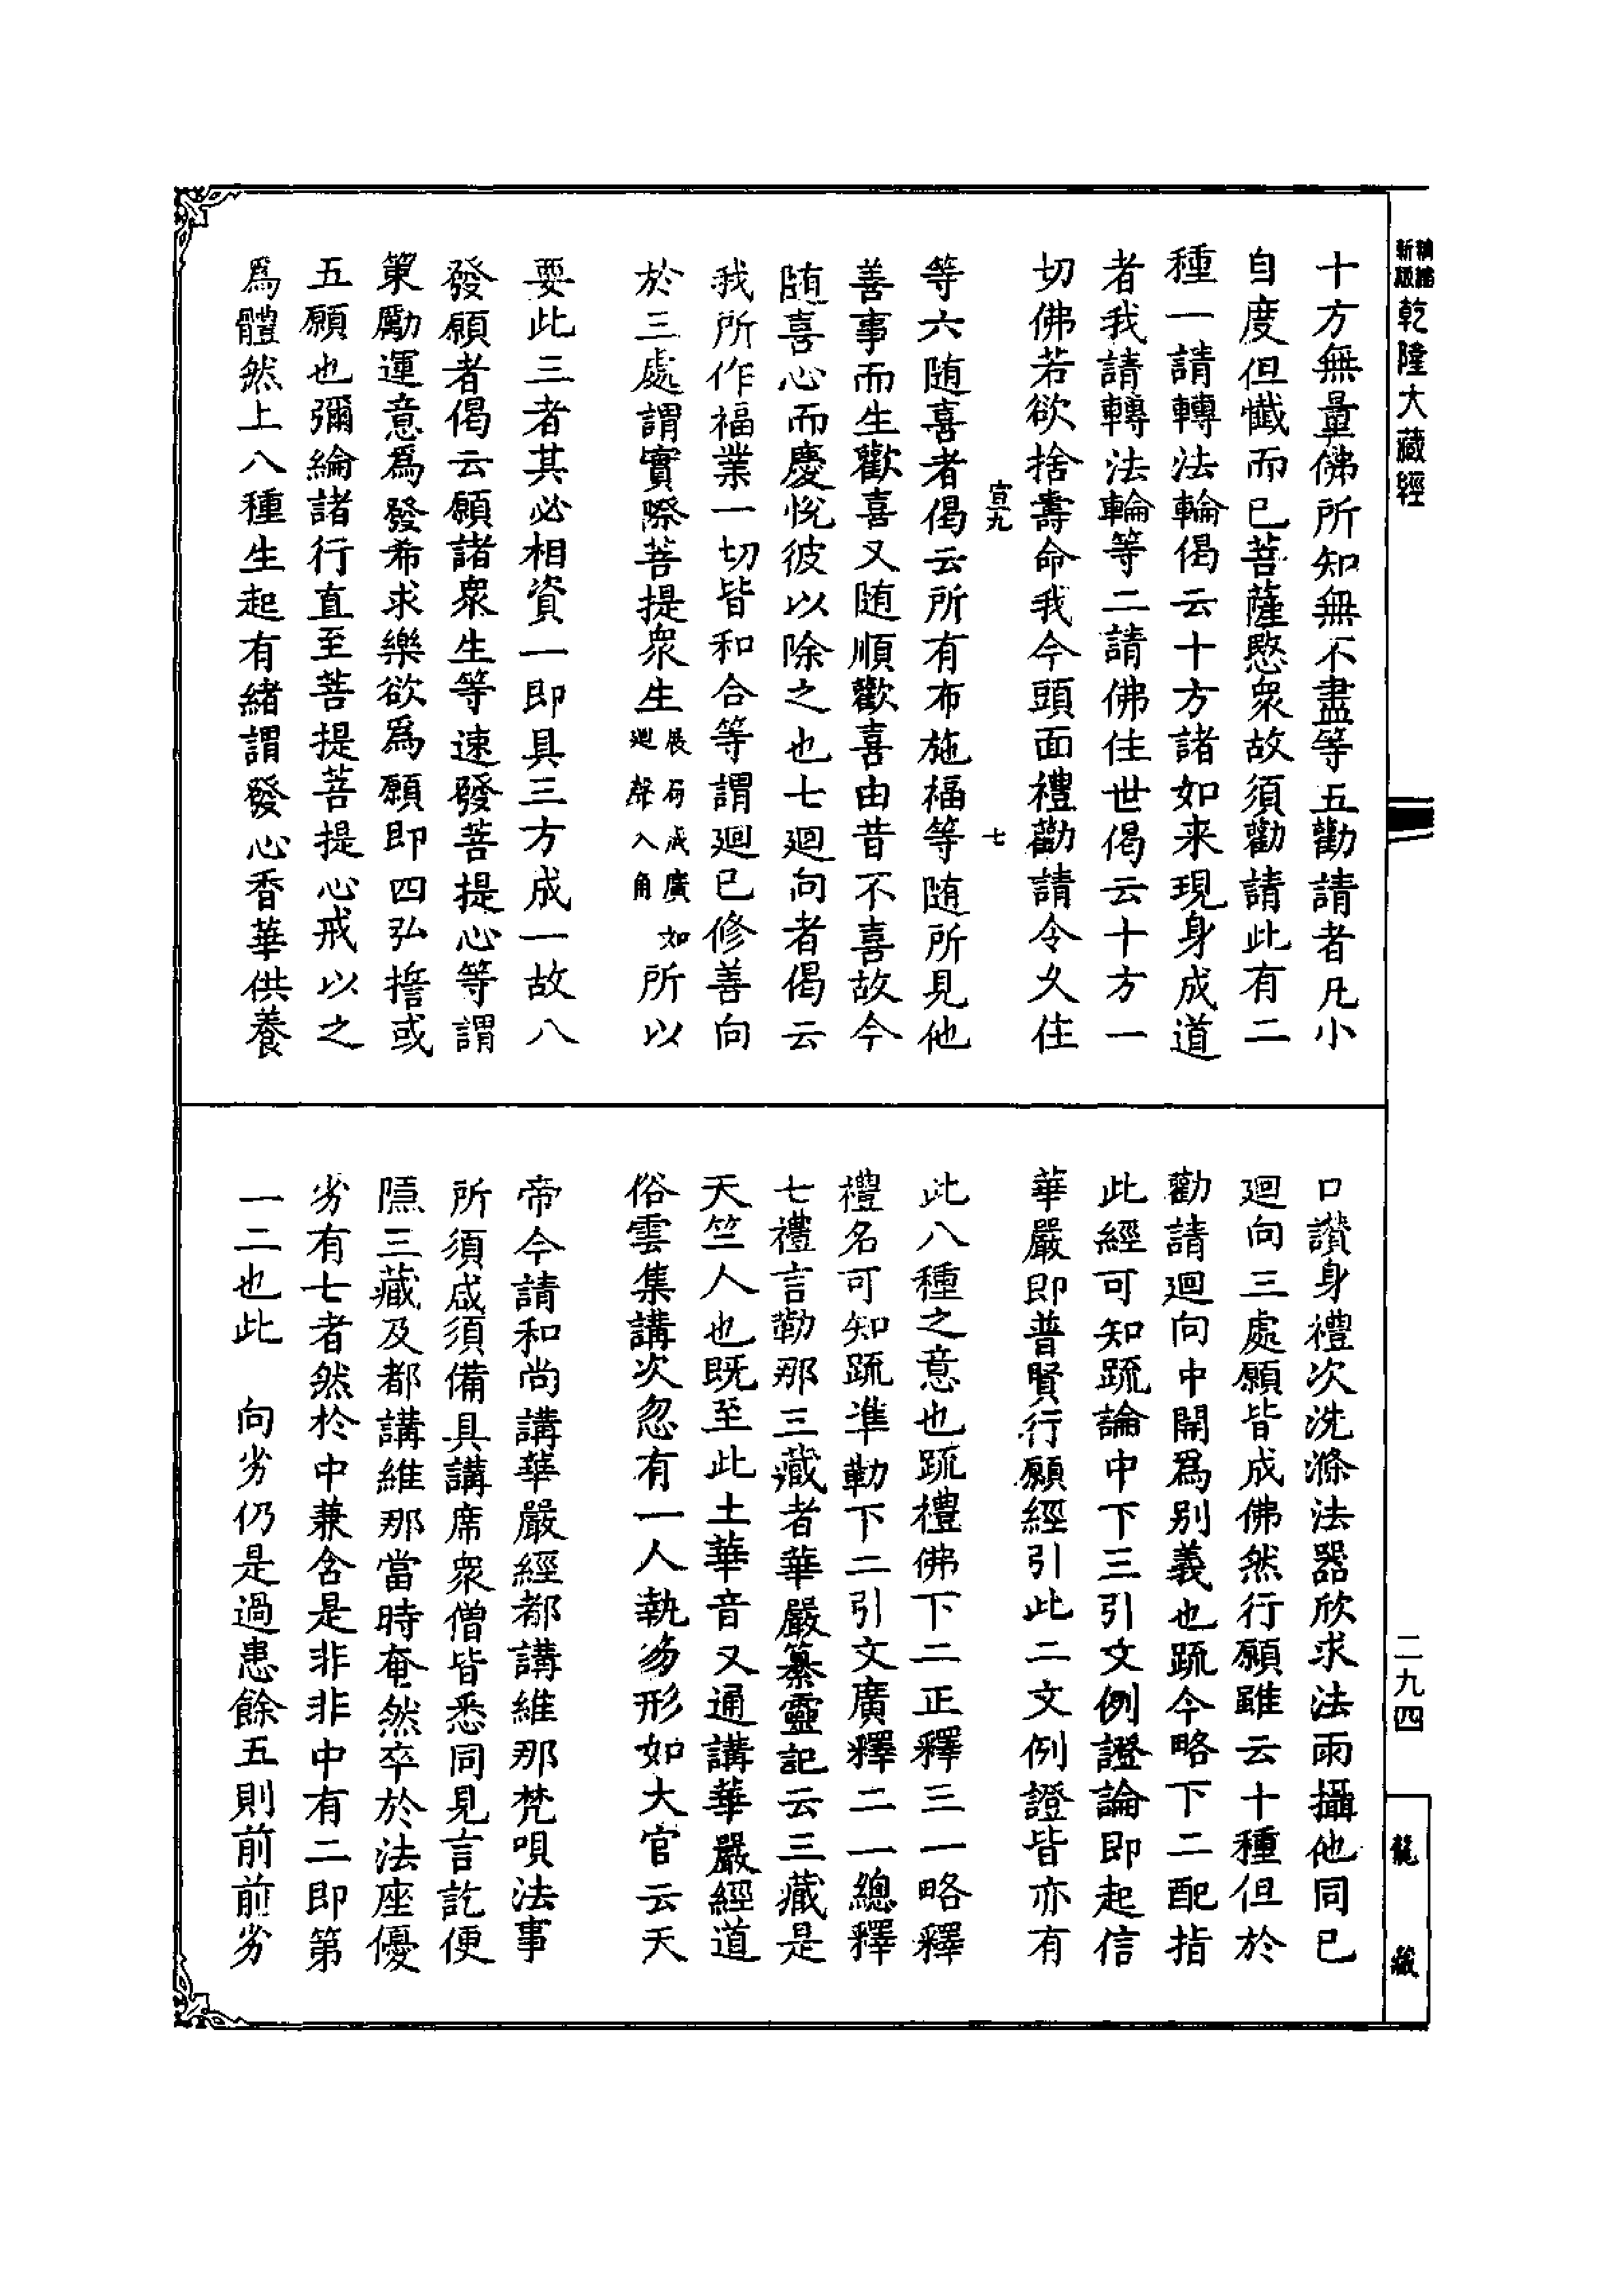 新版
乾隆大藏經
十方無量佛所知無不盡等五勸請者凡小
自度但懺而已菩薩愍衆故須勸請此有二
種一請轉法輪偈云十方諸如來現身成道
者我請轉法輪等二請佛住世偈云十方一
切佛若欲捨壽命我今頭面禮勸請令久住
宣九 七
等六随喜者偈云所有布施福等随所見他
善事而生歡喜又随順歡喜由昔不喜故今
随喜心而慶悅彼以除之也七廻向者偈云
我所作福業一切皆和合等謂廻已修善向
於三處謂實際菩提衆生
展有成廣如
廻聲入角
所以
要此三者其必相資一即具三方成一故八
發願者偈云願諸衆生等速發菩提心等謂
策勵運意爲發希求樂欲爲願即四弘誓或
五願也彌綸諸行直至菩提菩提心戒以之
爲體然上八種生起有緒謂發心香華供養
口讃身禮次洗滌法器欣求法雨攝他同已
廻向三處願皆成佛然行願雖云十種但於
勸請廻向中開爲别義也疏今略下二配指
此經可知疏論中下三引文例證論即起信
華嚴即普賢行願經引此二文例證皆亦有
此八種之意也疏禮佛下二正釋三一略釋
禮名可知疏準勒下二引文廣釋二一總釋
七禮言勒那三藏者華嚴纂靈記云三藏是
天竺人也既至此土華音又通講華嚴經道
俗雲集講次忽有一人執笏形如大官云天
帝今請和尚講華嚴經都講維那梵唄法事
所須咸須備具講席衆僧皆悉同見言訖便
隱三藏及都講維那當時奄然卒於法座優
劣有七者然於中兼含是非非中有二即第
一二也此 向劣仍是過患餘五則前前劣
二九四
龍藏